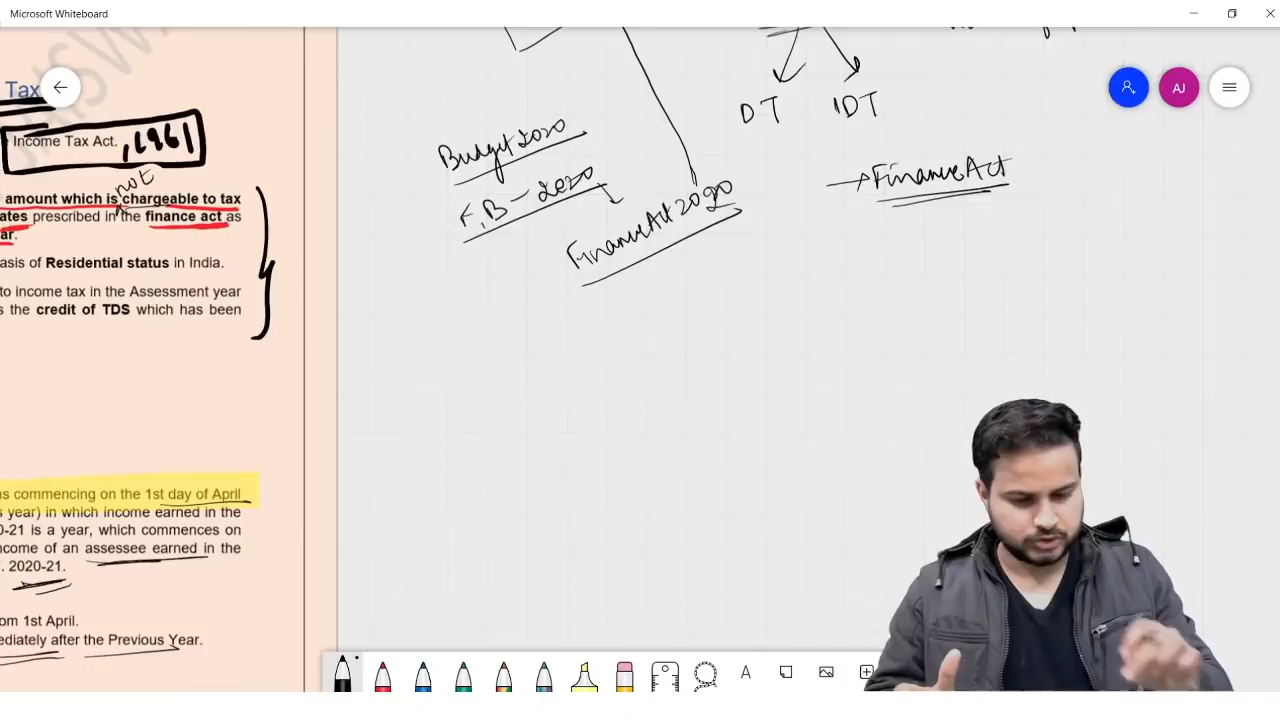 Microsoft Whiteboard
Tax
Income Tax Act. ,1961
not
amount which is chargeable to tax
ates prescribed in the finance act as
ar.
asis of Residential status in India.
to income tax in the Assessment year
s the credit of TDS which has been
ns commencing on the 1st day of April
s year) in which income earned in the
0-21 is a year, which commences on
ncome of an assessee earned in the
. 2020-21.
om 1st April.
ediately after the Previous Year.
DT IDT
Budget 2020
F.B - 2020
Finance Act 2020
→ Finance Act
AJ
A